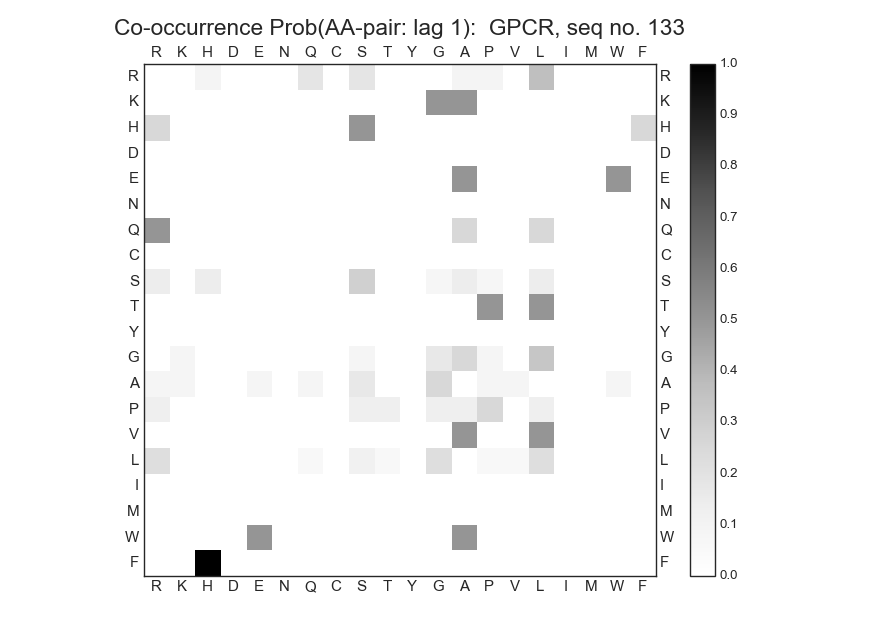 Co-occurrence Prob(AA-pair: lag 1):  GPCR, seq no. 133
R K H D E N Q C S T Y G A P V L I M W F
R R 1.0
K K 0.9
H H
D D 0.8
E E
N N 0.7
Q Q
C C 0.6
S S
T T 0.5
Y Y
G G 0.4
A A
P P 0.3
V V
L L 0.2
I I
M M 0.1
W W
F F 0.0
R K H D E N Q C S T Y G A P V L I M W F